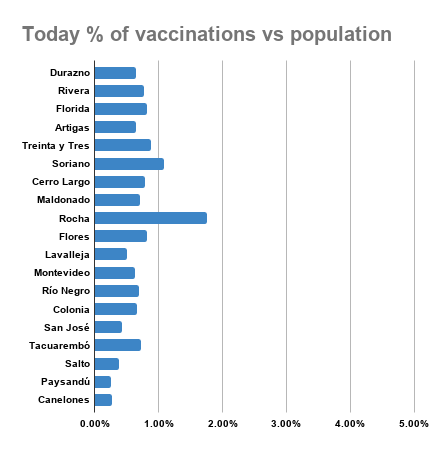 Today % of vaccinations vs population
Durazno
Rivera
Florida
Artigas
Treinta y Tres
Soriano
Cerro Largo
Maldonado
Rocha
Flores
Lavalleja
Montevideo
Río Negro
Colonia
San José
Tacuarembó
Salto
Paysandú
Canelones
0.00% 1.00% 2.00% 3.00% 4.00% 5.00%